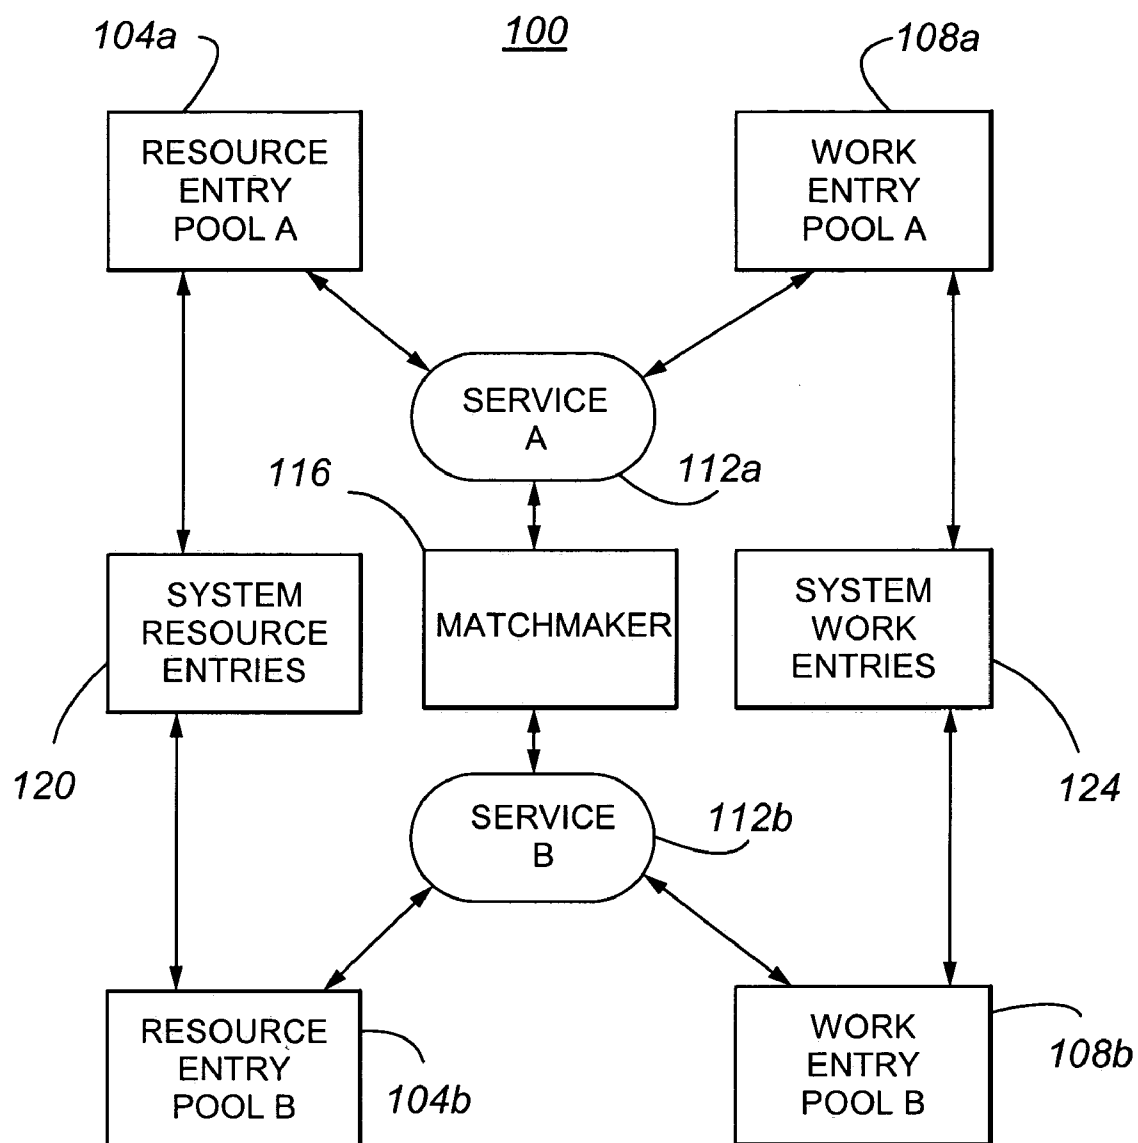 104a
100
108a
RESOURCE
ENTRY
POOL A
WORK
ENTRY
POOL A
SERVICE
A
116
112a
SYSTEM
RESOURCE
ENTRIES
MATCHMAKER
SYSTEM
WORK
ENTRIES
120
124
SERVICE
B
112b
RESOURCE
ENTRY
POOL B
104b
WORK
ENTRY
POOL B
108b